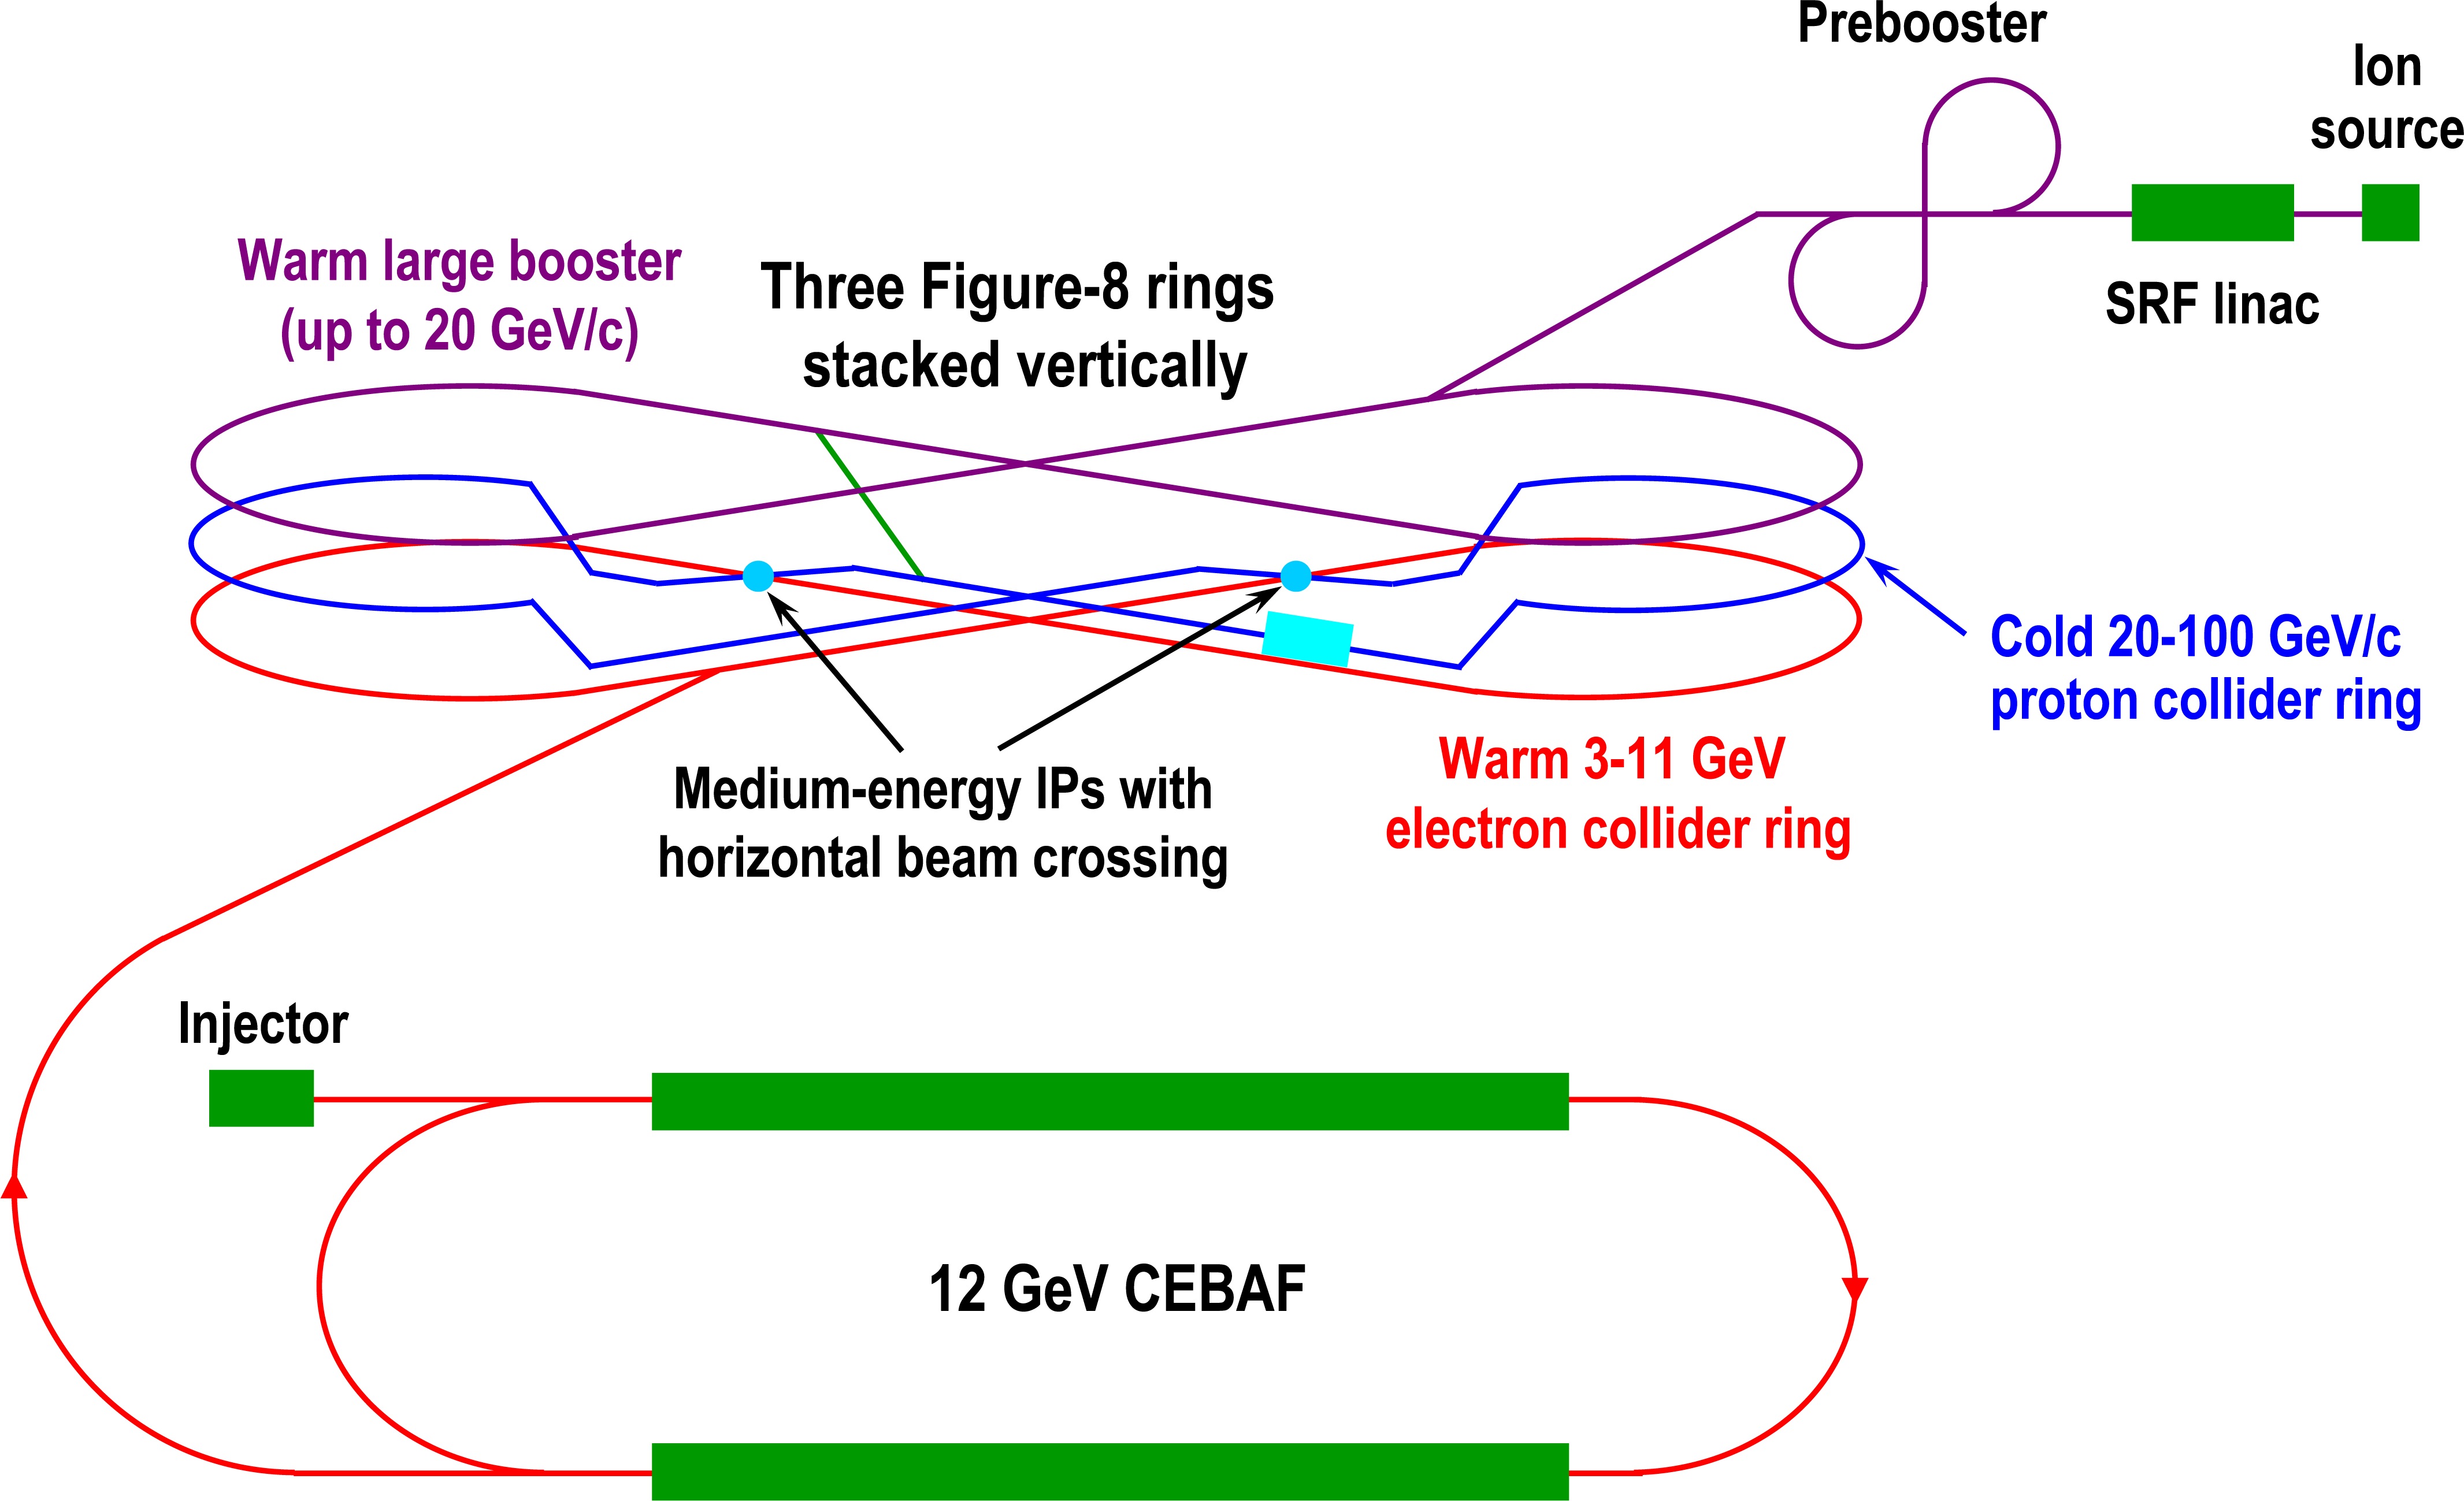 Prebooster
Ion
source
SRF linac
Warm large booster
(up to 20 GeV/c)
Three Figure-8 rings
stacked vertically
Cold 20-100 GeV/c
proton collider ring
Warm 3-11 GeV
electron collider ring
Medium-energy IPs with
horizontal beam crossing
Injector
12 GeV CEBAF